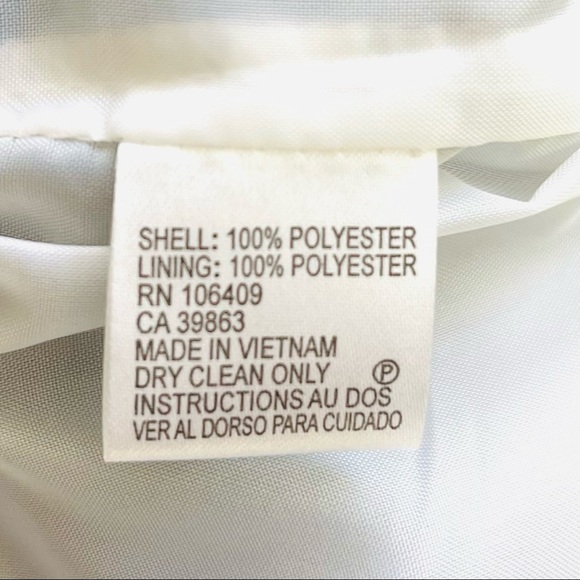 SHELL: 100% POLYESTER
LINING: 100% POLYESTER
RN 106409
CA 39863
MADE IN VIETNAM
DRY CLEAN ONLY Ⓟ
INSTRUCTIONS AU DOS
VER AL DORSO PARA CUIDADO